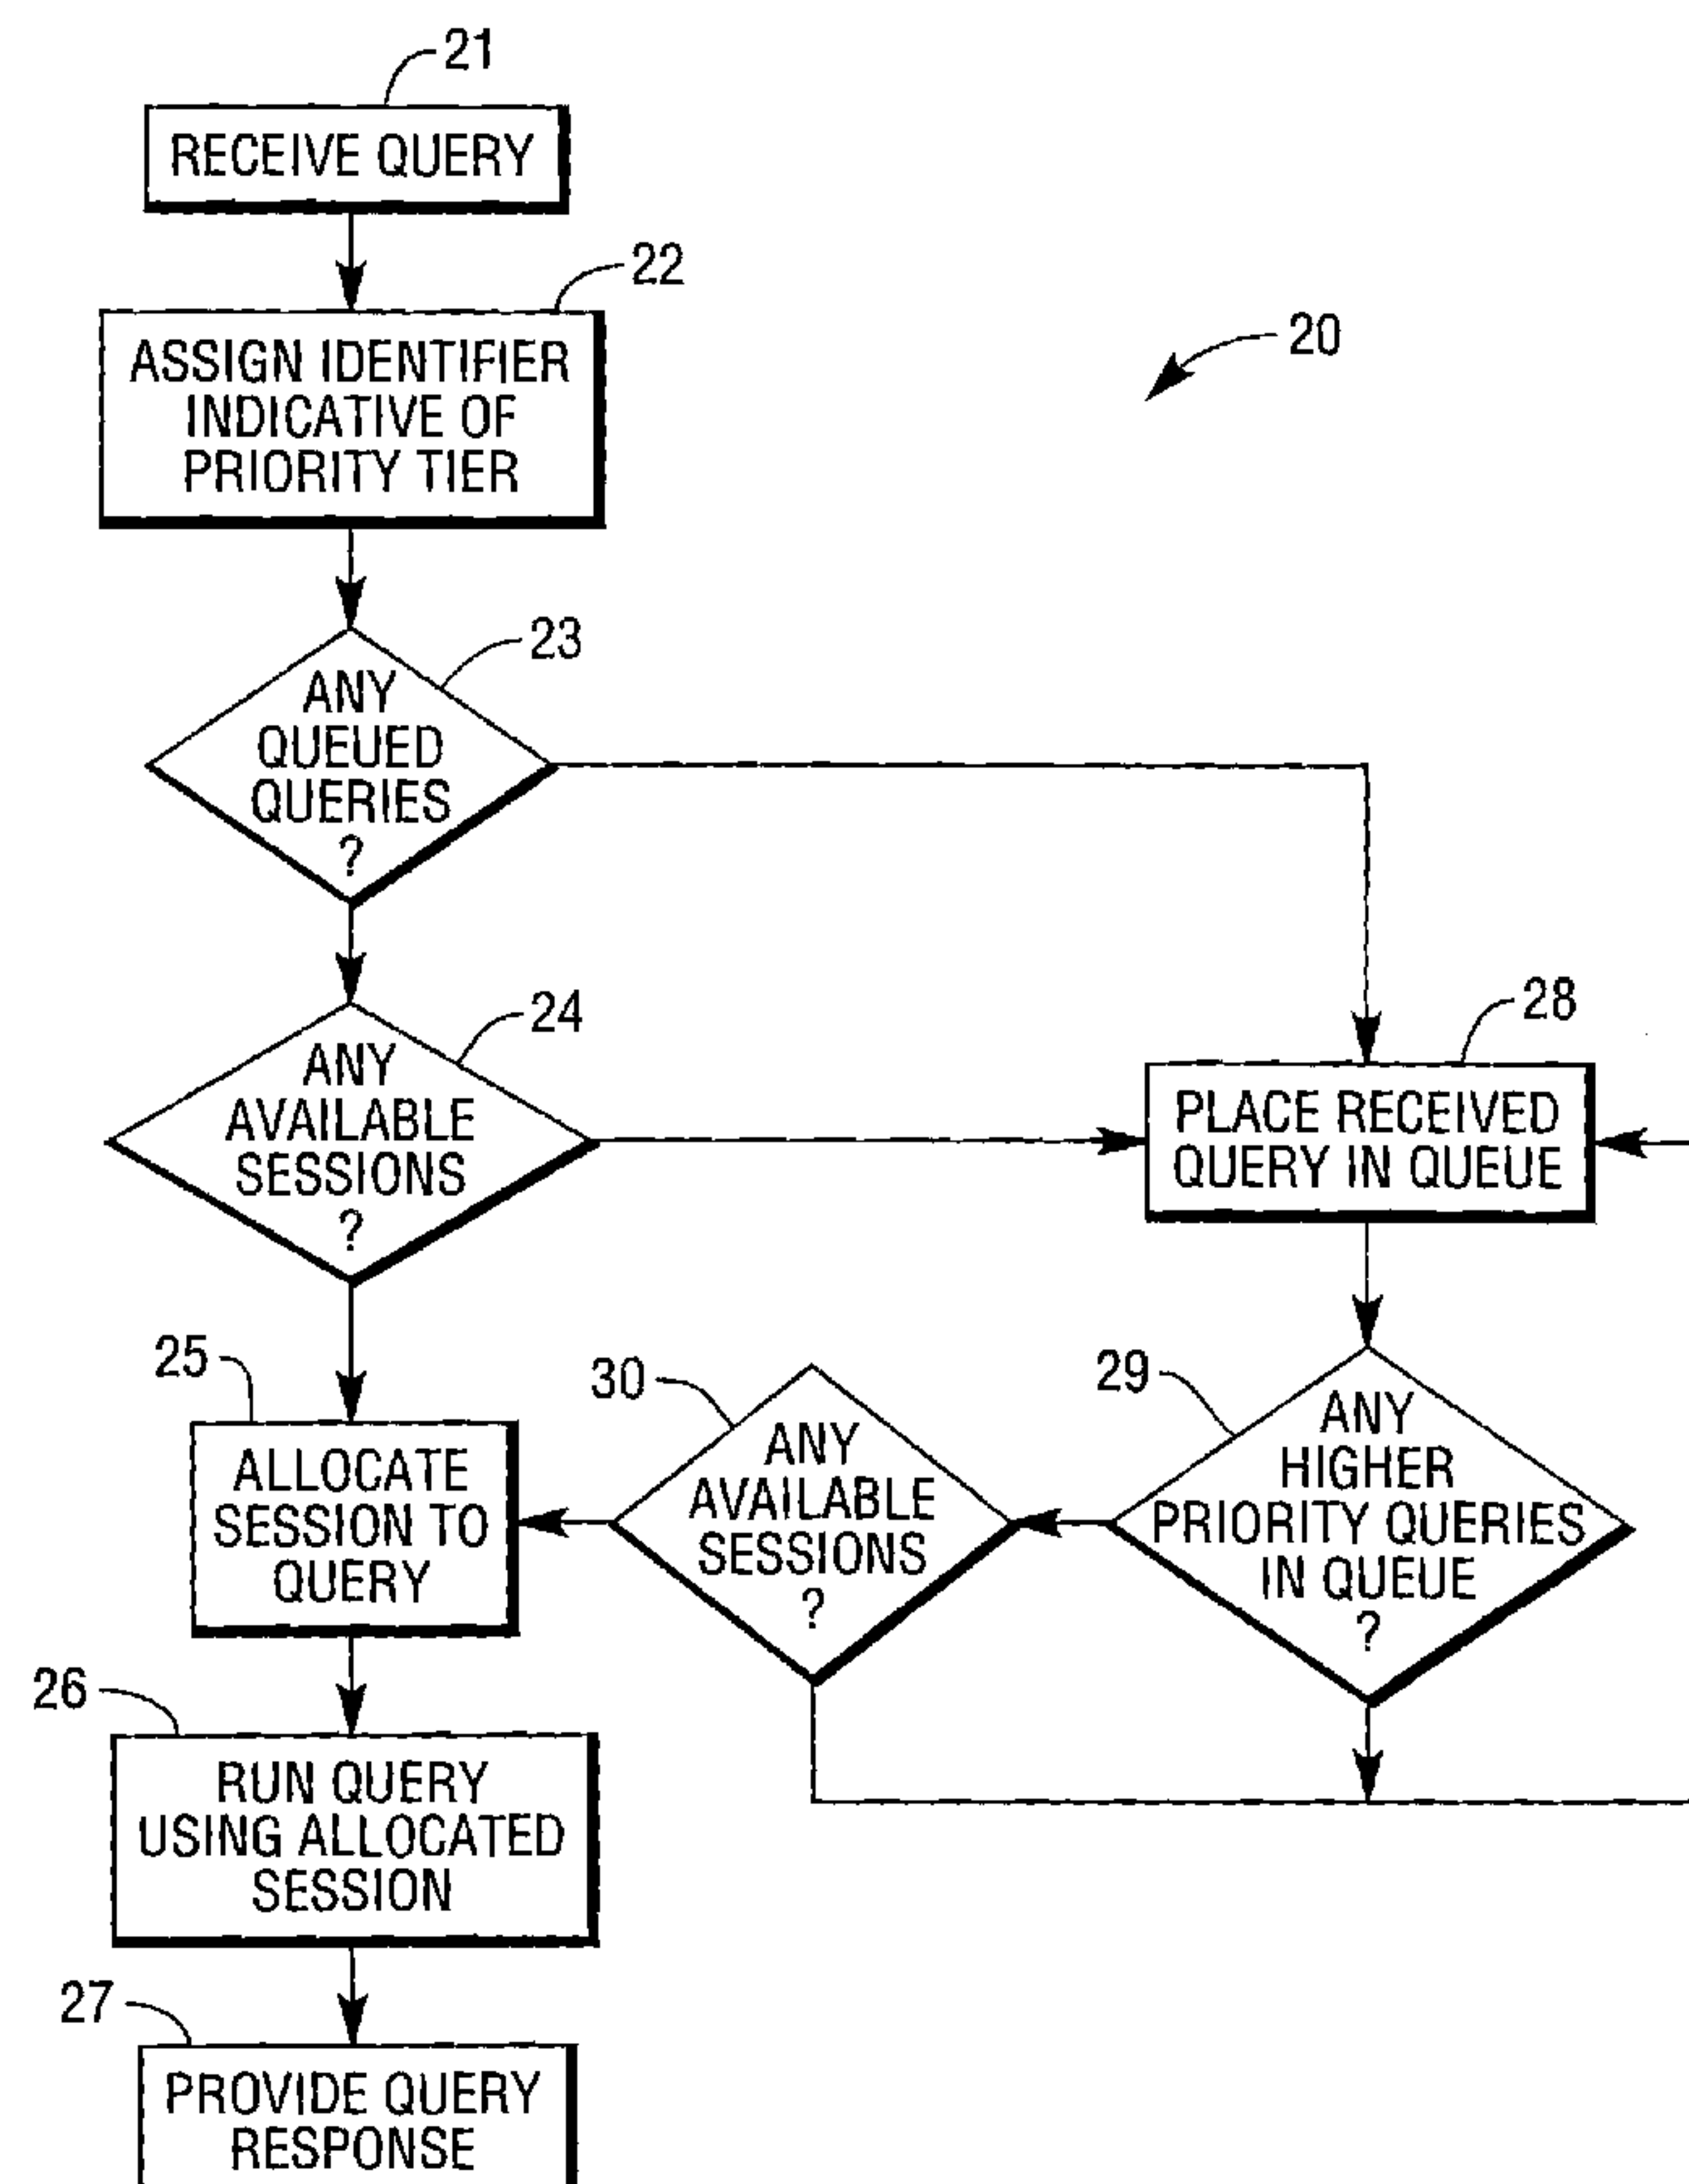 21
RECEIVE QUERY
22
ASSIGN IDENTIFIER
INDICATIVE OF
PRIORITY TIER
20
23
ANY
QUEUED
QUERIES
?
24
ANY
AVAILABLE
SESSIONS
?
28
PLACE RECEIVED
QUERY IN QUEUE
25
ALLOCATE
SESSION TO
QUERY
30
ANY
AVAILABLE
SESSIONS
?
29
ANY
HIGHER
PRIORITY QUERIES
IN QUEUE
?
26
RUN QUERY
USING ALLOCATED
SESSION
27
PROVIDE QUERY
RESPONSE